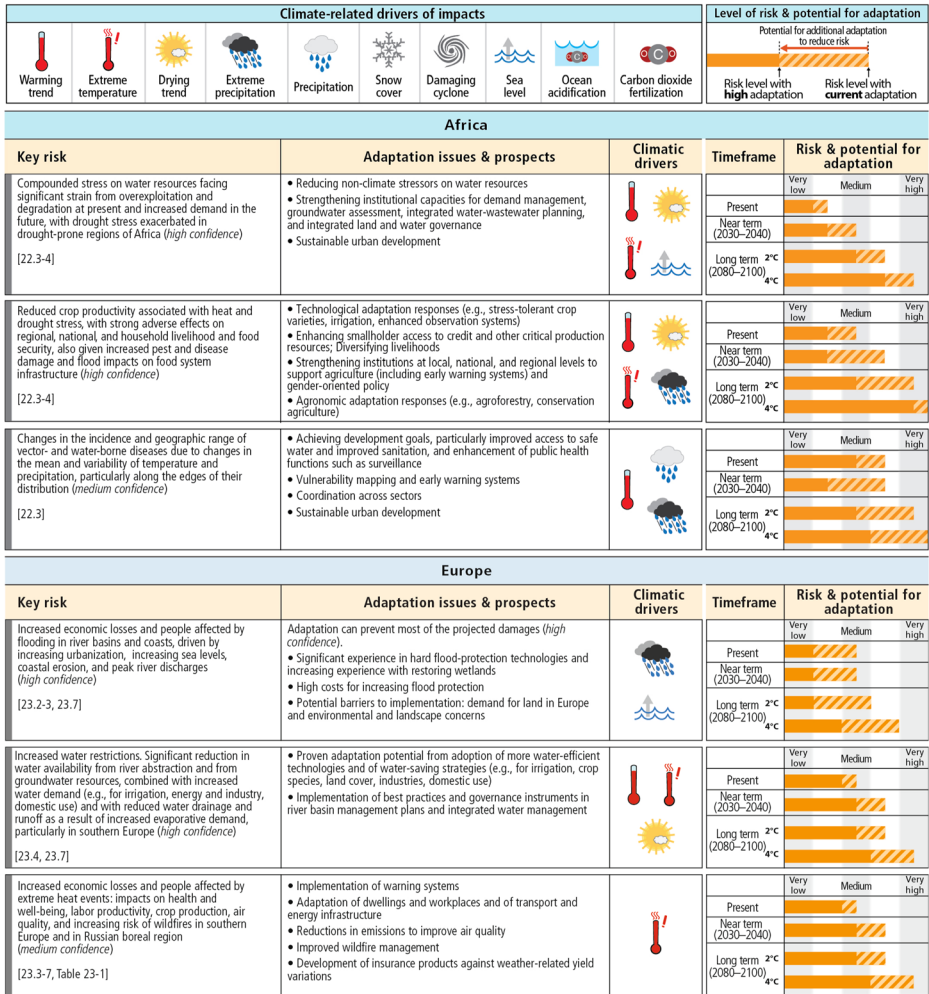 Climate-related drivers of impacts
Warming
trend
Extreme
temperature
Drying
trend
Extreme
precipitation
Precipitation
Snow
cover
Damaging
cyclone
Sea
level
Ocean
acidification
Carbon dioxide
fertilization
Level of risk & potential for adaptation
Potential for additional adaptation
to reduce risk
Risk level with
high adaptation
Risk level with
current adaptation
Africa
Key risk
Adaptation issues & prospects
Climatic
drivers
Timeframe
Risk & potential for
adaptation
Compounded stress on water resources facing
significant strain from overexploitation and
degradation at present and increased demand in the
future, with drought stress exacerbated in
drought-prone regions of Africa (high confidence)
[22.3-4]
• Reducing non-climate stressors on water resources
• Strengthening institutional capacities for demand management,
groundwater assessment, integrated water-wastewater planning,
and integrated land and water governance
• Sustainable urban development
Very
low
Medium
Very
high
Present
Near term
(2030–2040)
Long term
(2080–2100)
2°C
4°C
Reduced crop productivity associated with heat and
drought stress, with strong adverse effects on
regional, national, and household livelihood and food
security, also given increased pest and disease
damage and flood impacts on food system
infrastructure (high confidence)
[22.3-4]
• Technological adaptation responses (e.g., stress-tolerant crop
varieties, irrigation, enhanced observation systems)
• Enhancing smallholder access to credit and other critical production
resources; Diversifying livelihoods
• Strengthening institutions at local, national, and regional levels to
support agriculture (including early warning systems) and
gender-oriented policy
• Agronomic adaptation responses (e.g., agroforestry, conservation
agriculture)
Very
low
Medium
Very
high
Present
Near term
(2030–2040)
Long term
(2080–2100)
2°C
4°C
Changes in the incidence and geographic range of
vector- and water-borne diseases due to changes in
the mean and variability of temperature and
precipitation, particularly along the edges of their
distribution (medium confidence)
[22.3]
• Achieving development goals, particularly improved access to safe
water and improved sanitation, and enhancement of public health
functions such as surveillance
• Vulnerability mapping and early warning systems
• Coordination across sectors
• Sustainable urban development
Very
low
Medium
Very
high
Present
Near term
(2030–2040)
Long term
(2080–2100)
2°C
4°C
Europe
Key risk
Adaptation issues & prospects
Climatic
drivers
Timeframe
Risk & potential for
adaptation
Increased economic losses and people affected by
flooding in river basins and coasts, driven by
increasing urbanization, increasing sea levels,
coastal erosion, and peak river discharges
(high confidence)
[23.2-3, 23.7]
Adaptation can prevent most of the projected damages (high
confidence).
• Significant experience in hard flood-protection technologies and
increasing experience with restoring wetlands
• High costs for increasing flood protection
• Potential barriers to implementation: demand for land in Europe
and environmental and landscape concerns
Very
low
Medium
Very
high
Present
Near term
(2030–2040)
Long term
(2080–2100)
2°C
4°C
Increased water restrictions. Significant reduction in
water availability from river abstraction and from
groundwater resources, combined with increased
water demand (e.g., for irrigation, energy and industry,
domestic use) and with reduced water drainage and
runoff as a result of increased evaporative demand,
particularly in southern Europe (high confidence)
[23.4, 23.7]
• Proven adaptation potential from adoption of more water-efficient
technologies and of water-saving strategies (e.g., for irrigation, crop
species, land cover, industries, domestic use)
• Implementation of best practices and governance instruments in
river basin management plans and integrated water management
Very
low
Medium
Very
high
Present
Near term
(2030–2040)
Long term
(2080–2100)
2°C
4°C
Increased economic losses and people affected by
extreme heat events: impacts on health and
well-being, labor productivity, crop production, air
quality, and increasing risk of wildfires in southern
Europe and in Russian boreal region
(medium confidence)
[23.3-7, Table 23-1]
• Implementation of warning systems
• Adaptation of dwellings and workplaces and of transport and
energy infrastructure
• Reductions in emissions to improve air quality
• Improved wildfire management
• Development of insurance products against weather-related yield
variations
Very
low
Medium
Very
high
Present
Near term
(2030–2040)
Long term
(2080–2100)
2°C
4°C